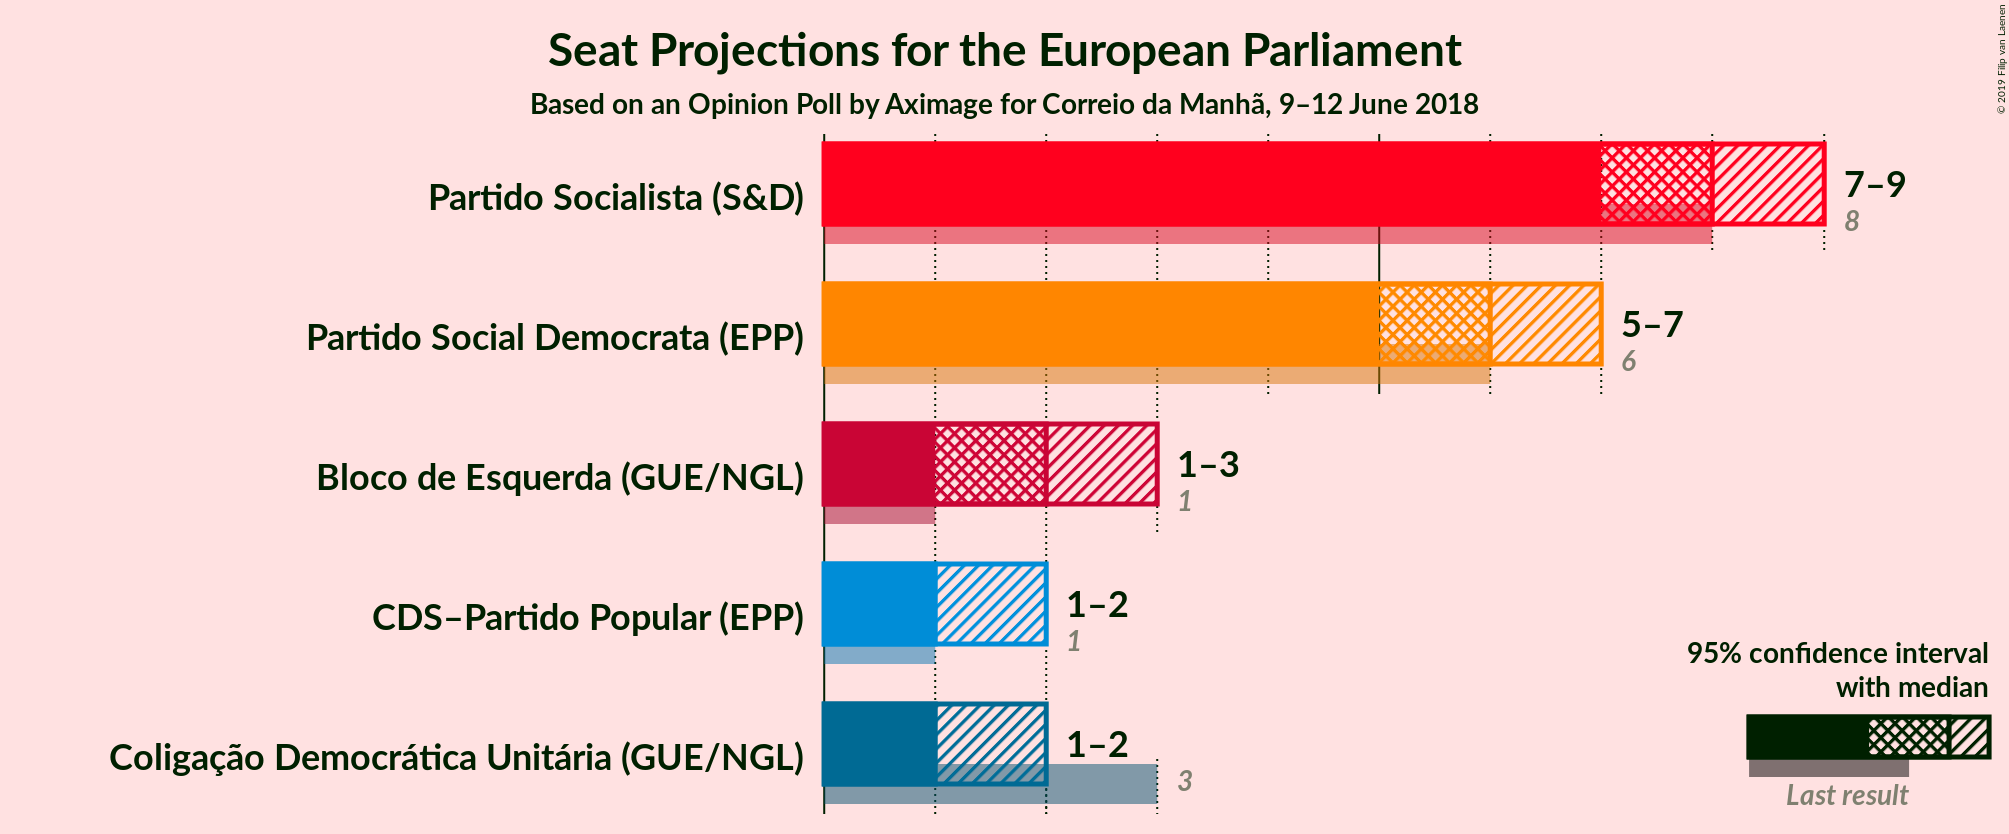 Seat Projections for the European Parliament
Based on an Opinion Poll by Aximage for Correio da Manhã, 9–12 June 2018
© 2019 Filip van Laenen
Partido Socialista (S&D)
7–9
8
Partido Social Democrata (EPP)
5–7
6
Bloco de Esquerda (GUE/NGL)
1–3
1
CDS–Partido Popular (EPP)
1–2
1
Coligação Democrática Unitária (GUE/NGL)
1–2
3
95% confidence interval
with median
Last result